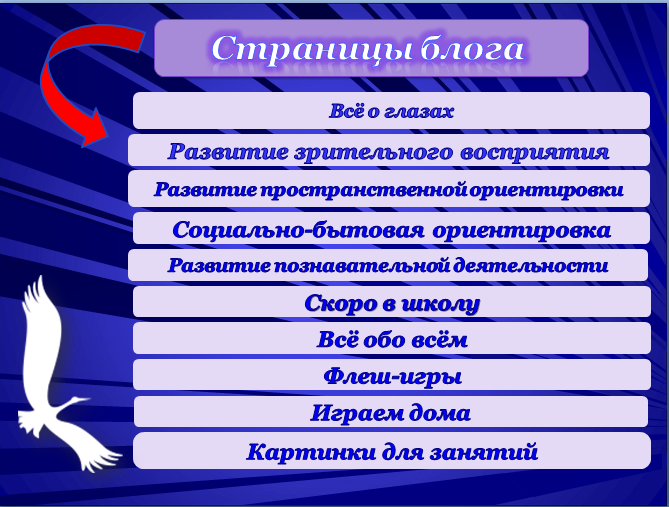 Страницы блога
Всё о глазах
Развитие зрительного восприятия
Развитие пространственной ориентировки
Социально-бытовая ориентировка
Развитие познавательной деятельности
Скоро в школу
Всё обо всём
Флеш-игры
Играем дома
Картинки для занятий